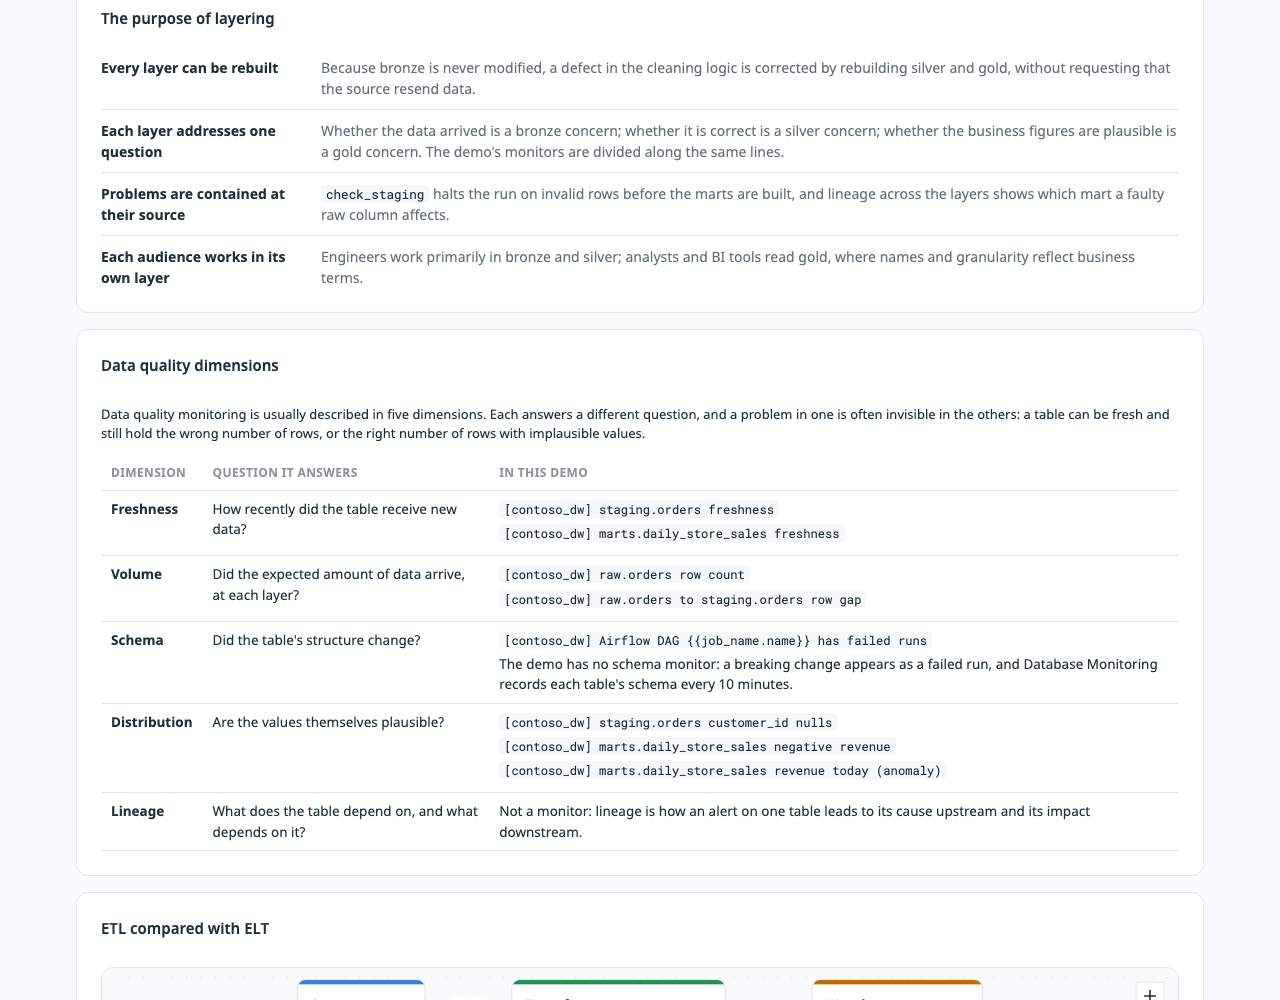 The purpose of layering
Every layer can be rebuilt
Because bronze is never modified, a defect in the cleaning logic is corrected by rebuilding silver and gold, without requesting that
the source resend data.
Each layer addresses one
question
Whether the data arrived is a bronze concern; whether it is correct is a silver concern; whether the business figures are plausible is
a gold concern. The demo's monitors are divided along the same lines.
Problems are contained at
their source
check_staging halts the run on invalid rows before the marts are built, and lineage across the layers shows which mart a faulty
raw column affects.
Each audience works in its
own layer
Engineers work primarily in bronze and silver; analysts and BI tools read gold, where names and granularity reflect business
terms.
Data quality dimensions
Data quality monitoring is usually described in five dimensions. Each answers a different question, and a problem in one is often invisible in the others: a table can be fresh and
still hold the wrong number of rows, or the right number of rows with implausible values.
DIMENSION QUESTION IT ANSWERS IN THIS DEMO
Freshness
How recently did the table receive new
data?
[contoso_dw] staging.orders freshness
[contoso_dw] marts.daily_store_sales freshness
Volume
Did the expected amount of data arrive,
at each layer?
[contoso_dw] raw.orders row count
[contoso_dw] raw.orders to staging.orders row gap
Schema
Did the table's structure change?
[contoso_dw] Airflow DAG {{job_name.name}} has failed runs
The demo has no schema monitor: a breaking change appears as a failed run, and Database Monitoring
records each table's schema every 10 minutes.
Distribution
Are the values themselves plausible?
[contoso_dw] staging.orders customer_id nulls
[contoso_dw] marts.daily_store_sales negative revenue
[contoso_dw] marts.daily_store_sales revenue today (anomaly)
Lineage
What does the table depend on, and what
depends on it?
Not a monitor: lineage is how an alert on one table leads to its cause upstream and its impact
downstream.
ETL compared with ELT